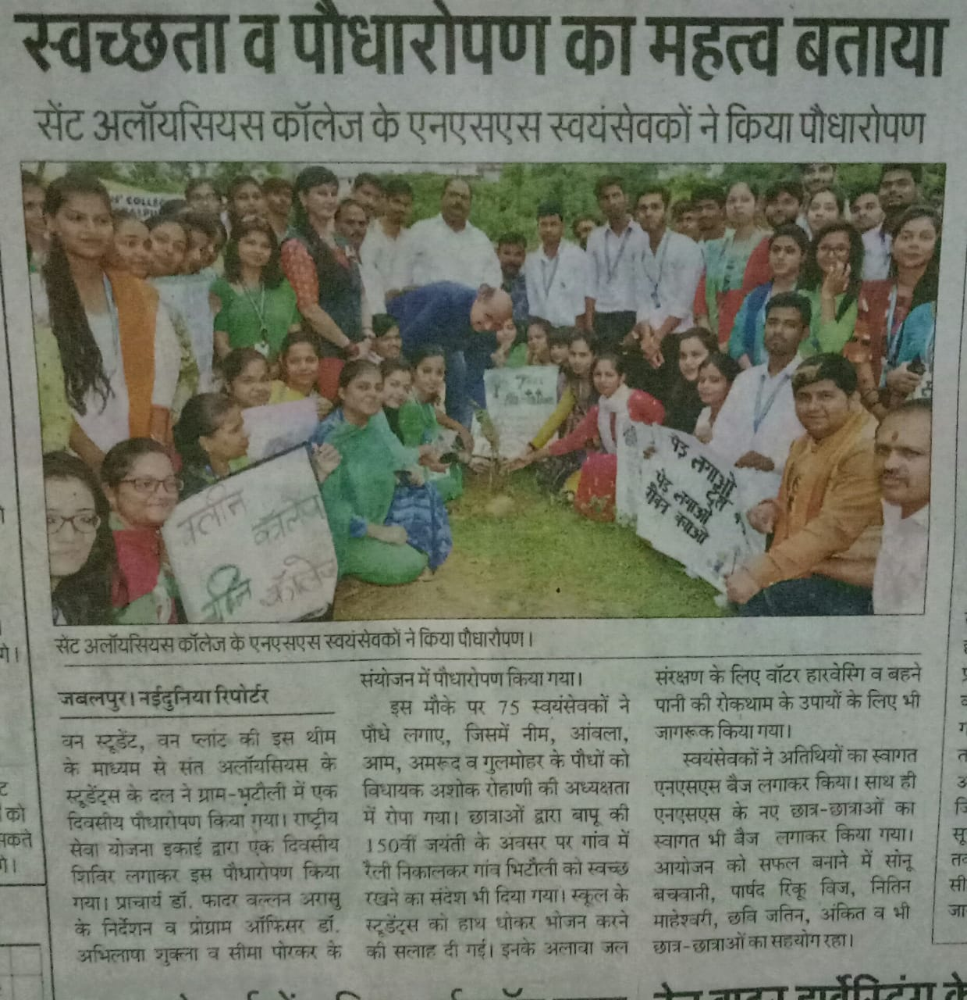 स्वच्छता व पौधारोपण का महत्व बताया
सेंट अलॉयसियस कॉलेज के एनएसएस स्वयंसेवकों ने किया पौधारोपण
क्लीन कॉलेज
ग्रीन कॉलेज
पेड़ लगाओ
पेड़ लगाओ
जीवन बचाओ
सेंट अलॉयसियस कॉलेज के एनएसएस स्वयंसेवकों ने किया पौधारोपण।
जबलपुर। नईदुनिया रिपोर्टर
वन स्टूडेंट, वन प्लांट की इस थीम
के माध्यम से संत अलॉयसियस के
स्टूडेंट्स के दल ने ग्राम-भटौली में एक
दिवसीय पौधारोपण किया गया। राष्ट्रीय
सेवा योजना इकाई द्वारा एक दिवसीय
शिविर लगाकर इस पौधारोपण किया
गया। प्राचार्य डॉ. फादर वल्लन अरासु
के निर्देशन व प्रोग्राम ऑफिसर डॉ.
अभिलाषा शुक्ला व सीमा पोरकर के
संयोजन में पौधारोपण किया गया।
इस मौके पर 75 स्वयंसेवकों ने
पौधे लगाए, जिसमें नीम, आंवला,
आम, अमरूद व गुलमोहर के पौधों को
विधायक अशोक रोहाणी की अध्यक्षता
में रोपा गया। छात्राओं द्वारा बापू की
150वीं जयंती के अवसर पर गांव में
रैली निकालकर गांव भिटौली को स्वच्छ
रखने का संदेश भी दिया गया। स्कूल के
स्टूडेंट्स को हाथ धोकर भोजन करने
की सलाह दी गई। इनके अलावा जल
संरक्षण के लिए वॉटर हारवेस्गि व बहने
पानी की रोकथाम के उपायों के लिए भी
जागरूक किया गया।
स्वयंसेवकों ने अतिथियों का स्वागत
एनएसएस बैज लगाकर किया। साथ ही
एनएसएस के नए छात्र-छात्राओं का
स्वागत भी बैज लगाकर किया गया।
आयोजन को सफल बनाने में सोनू
बचवानी, पार्षद रिंकू विज, नितिन
माहेश्वरी, छवि जतिन, अंकित व भी
छात्र-छात्राओं का सहयोग रहा।